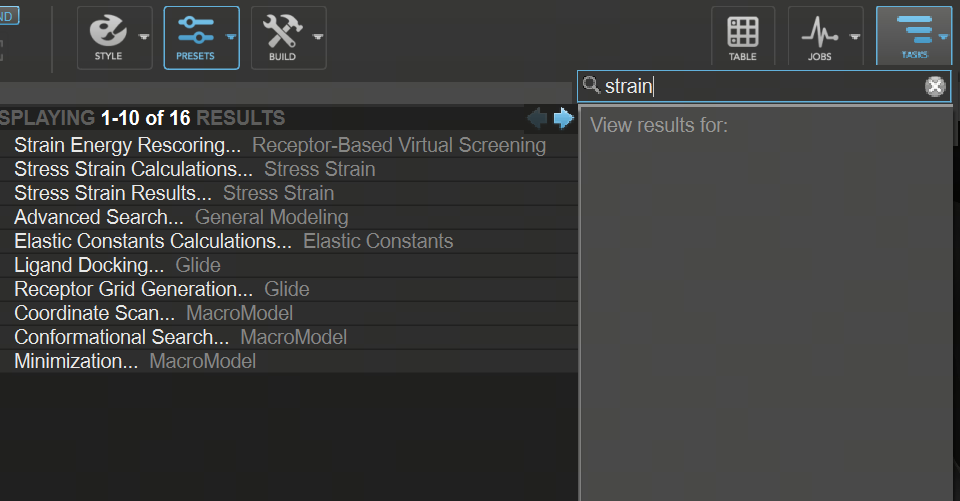 ND
STYLE PRESETS BUILD TABLE JOBS TASKS
strain
SPLAYING 1-10 of 16 RESULTS
View results for:
Strain Energy Rescoring... Receptor-Based Virtual Screening
Stress Strain Calculations... Stress Strain
Stress Strain Results... Stress Strain
Advanced Search... General Modeling
Elastic Constants Calculations... Elastic Constants
Ligand Docking... Glide
Receptor Grid Generation... Glide
Coordinate Scan... MacroModel
Conformational Search... MacroModel
Minimization... MacroModel